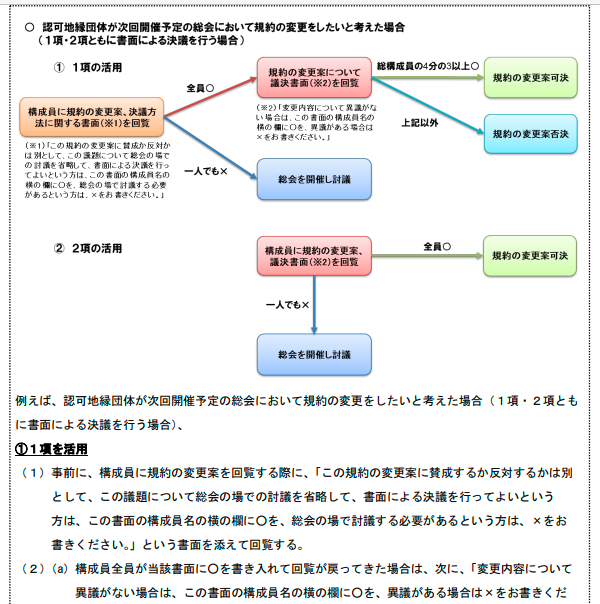 ○ 認可地縁団体が次回開催予定の総会において規約の変更をしたいと考えた場合
（１項・２項ともに書面による決議を行う場合）
① １項の活用
全員〇
規約の変更案について
議決書面(※２)を回覧
総構成員の4分の3以上〇
規約の変更案可決
構成員に規約の変更案、決議方
法に関する書面(※１)を回覧
(※２)「変更内容について異議がな
い場合は、この書面の構成員名の
横の欄に〇を、異議がある場合は
×をお書きください。」
上記以外
規約の変更案否決
(※１)「この規約の変更案に賛成か反対か
は別として、この議題について総会の場で
の討議を省略して、書面による決議を行っ
てよいという方は、この書面の構成員名の
横の欄に〇を、総会の場で討議する必要
があるという方は、×をお書きください。」
一人でも×
総会を開催し討議
② ２項の活用
構成員に規約の変更案、
議決書面(※２)を回覧
全員〇
規約の変更案可決
一人でも×
総会を開催し討議
例えば、認可地縁団体が次回開催予定の総会において規約の変更をしたいと考えた場合（１項・２項とも
に書面による決議を行う場合）、
①１項を活用
（１）事前に、構成員に規約の変更案を回覧する際に、「この規約の変更案に賛成するか反対するかは別
として、この議題について総会の場での討議を省略して、書面による決議を行ってよいという
方は、この書面の構成員名の横の欄に〇を、総会の場で討議する必要があるという方は、×をお
書きください。」という書面を添えて回覧する。
（２）(a) 構成員全員が当該書面に〇を書き入れて回覧が戻ってきた場合は、次に、「変更内容について
異議がない場合は、この書面の構成員名の横の欄に〇を、異議がある場合は×をお書きくだ